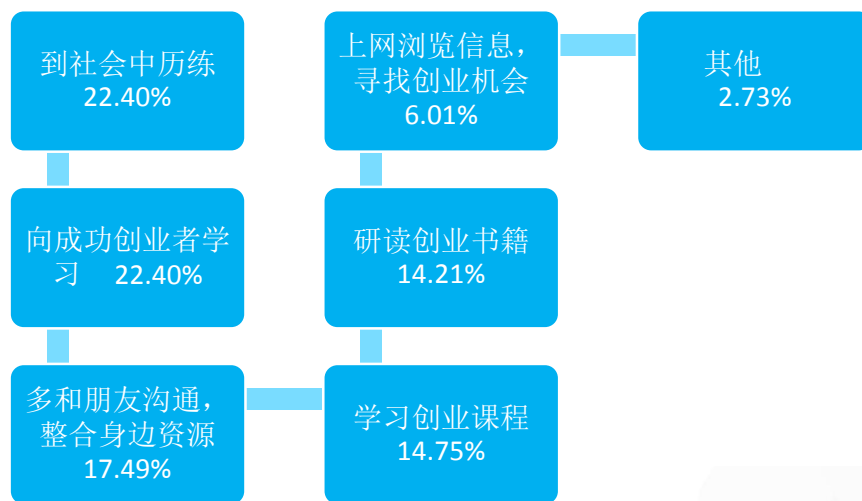 到社会中历练
22.40%
向成功创业者学
习 22.40%
多和朋友沟通，
整合身边资源
17.49%
学习创业课程
14.75%
研读创业书籍
14.21%
上网浏览信息，
寻找创业机会
6.01%
其他
2.73%